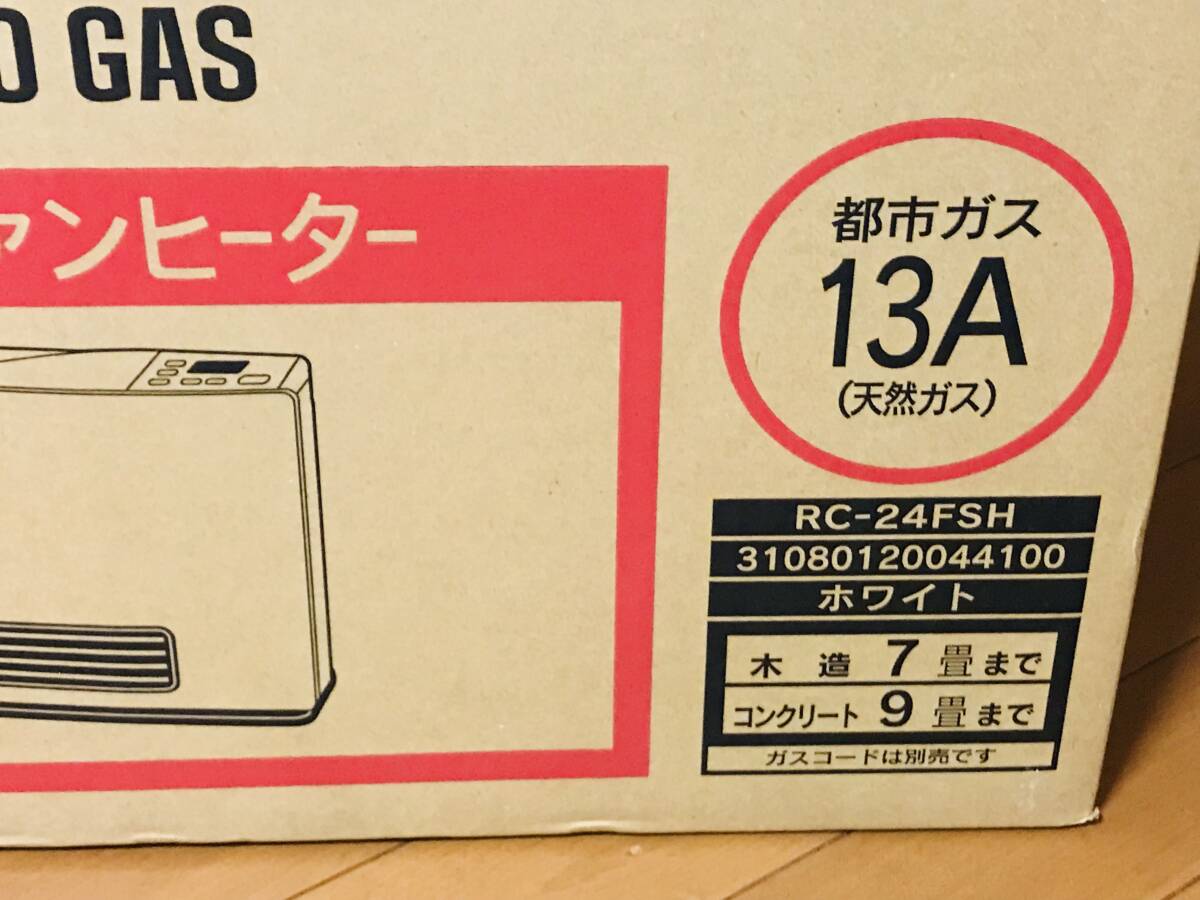 GAS
ァンヒーター
都市ガス
13A
(天然ガス)
RC-24FSH
31080120044100
ホワイト
木造 7畳まで
コンクリート 9畳まで
ガスコードは別売です